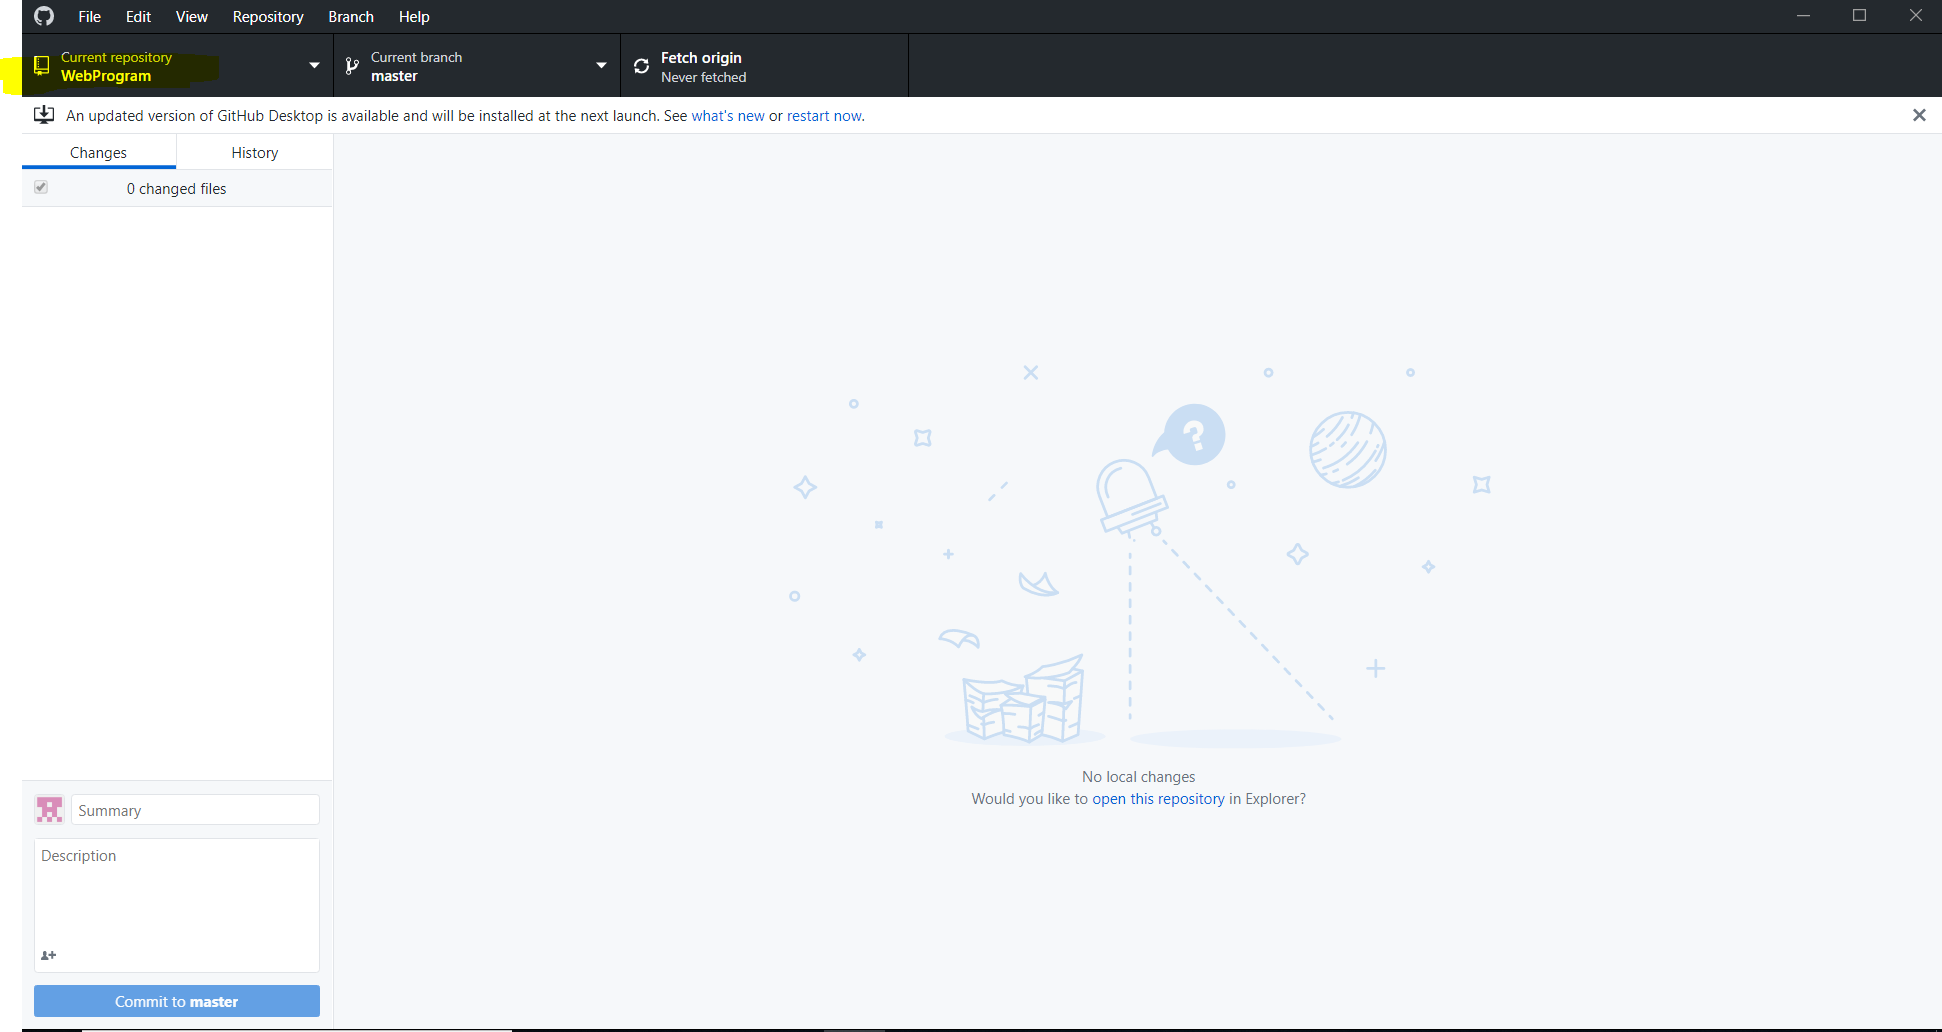 File Edit View Repository Branch Help
Current repository
WebProgram
Current branch
master
Fetch origin
Never fetched
An updated version of GitHub Desktop is available and will be installed at the next launch. See what's new or restart now.
Changes
History
0 changed files
?
No local changes
Would you like to open this repository in Explorer?
Summary
Description
Commit to master